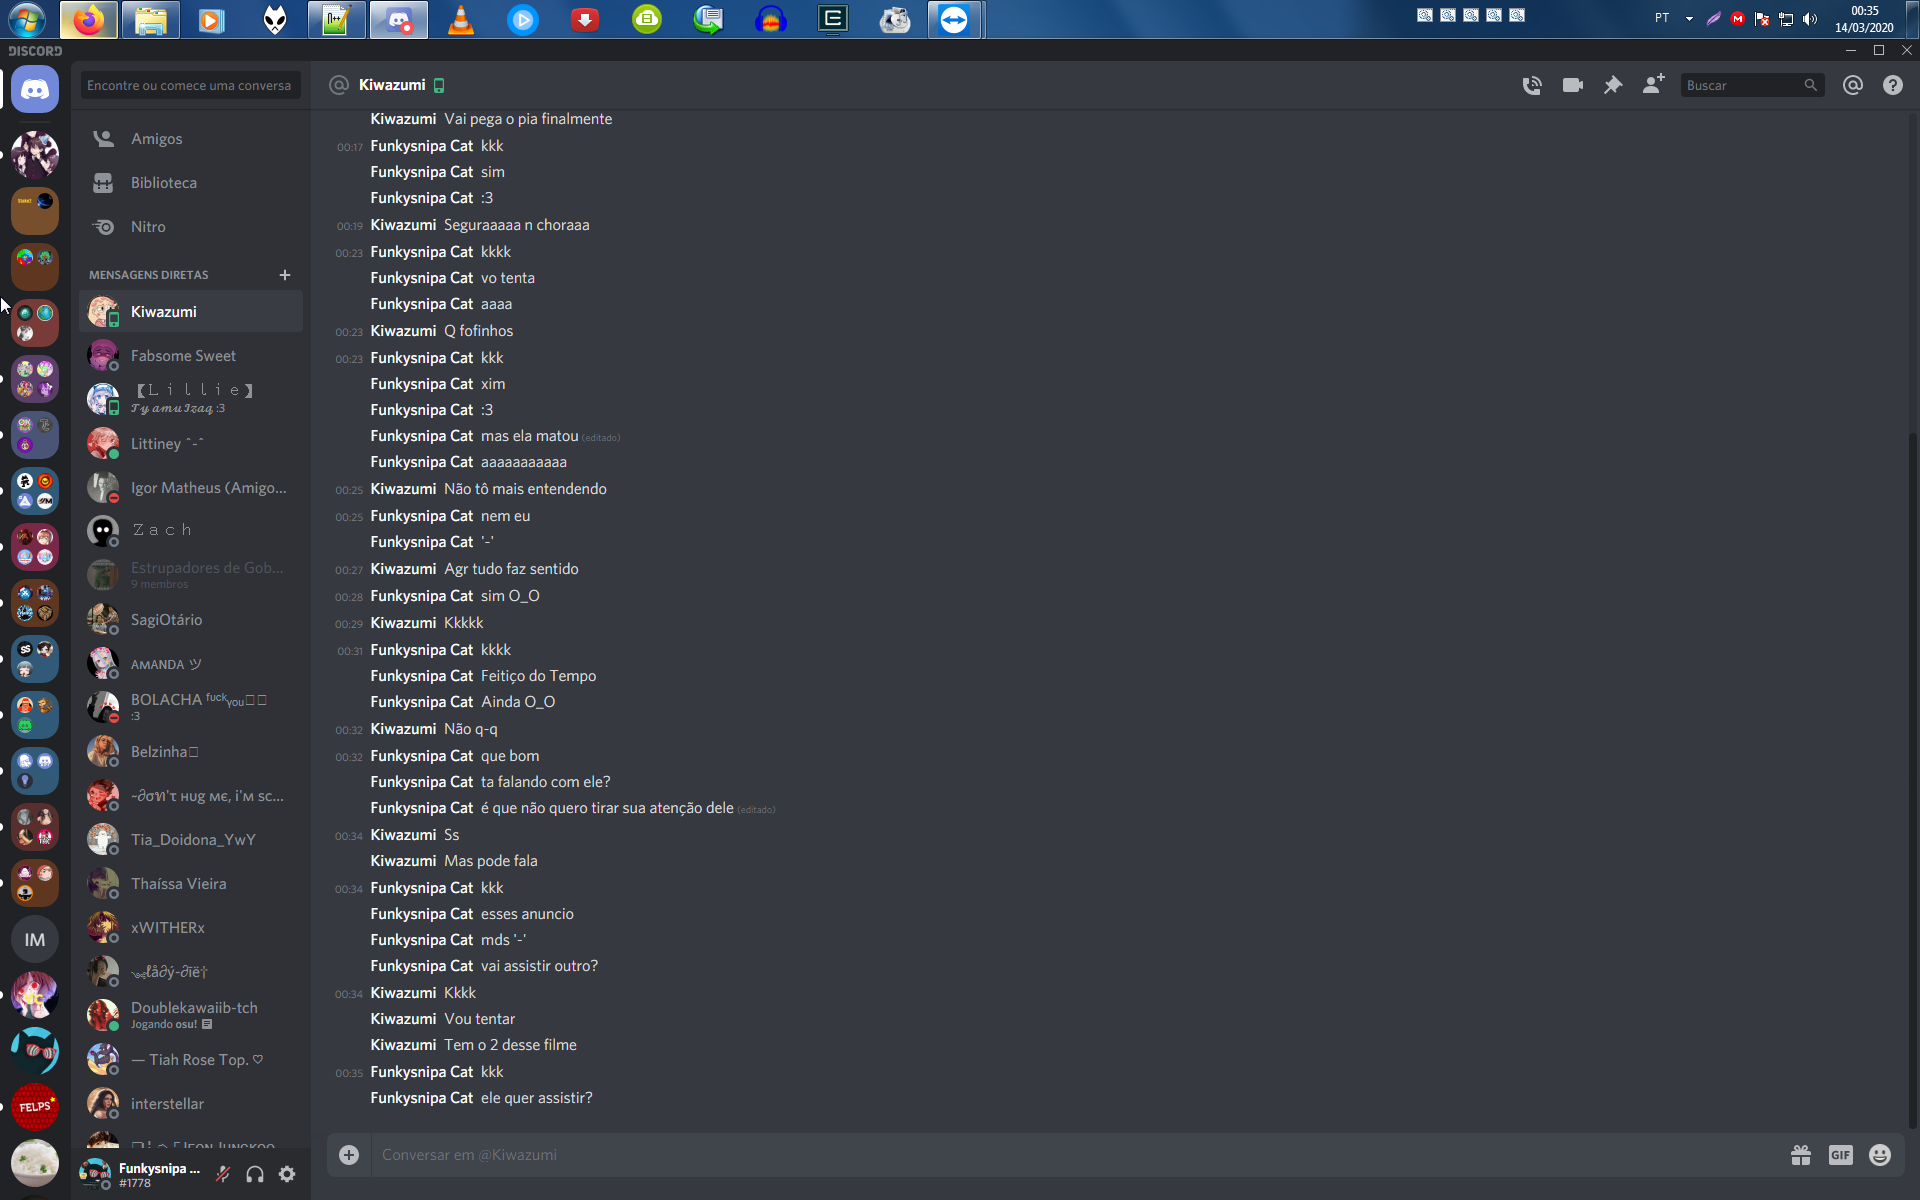 PT
00:35
14/03/2020
DISCORD
Encontre ou comece uma conversa
Amigos
Biblioteca
Nitro
MENSAGENS DIRETAS
Kiwazumi
Fabsome Sweet
【Ｌｉｌｌｉｅ】
𝓣𝔂 𝓪𝓶𝓾 𝓘𝔃𝓪𝓺 :3
Littiney ˆ-ˆ
Igor Matheus (Amigo...
Ｚａｃｈ
Estrupadores de Gob...
9 membros
SagiOtário
ᴀᴍᴀɴᴅᴀ ツ
BOLACHA ᶠᵘᶜᵏᵧₒᵤ
:3
Belzinha
Tia_Doidona_YwY
Thaíssa Vieira
xWITHERx
Doublekawaiib-tch
Jogando osu!
— Tiah Rose Top. ♡
interstellar
IM
FELPS
Funkysnipa ...
#1778
Kiwazumi
Buscar
Kiwazumi Vai pega o pia finalmente
00:17 Funkysnipa Cat kkk
Funkysnipa Cat sim
Funkysnipa Cat :3
00:19 Kiwazumi Seguraaaaa n choraaa
00:23 Funkysnipa Cat kkkk
Funkysnipa Cat vo tenta
Funkysnipa Cat aaaa
00:23 Kiwazumi Q fofinhos
00:23 Funkysnipa Cat kkk
Funkysnipa Cat xim
Funkysnipa Cat :3
Funkysnipa Cat mas ela matou (editado)
Funkysnipa Cat aaaaaaaaaaa
00:25 Kiwazumi Não tô mais entendendo
00:25 Funkysnipa Cat nem eu
Funkysnipa Cat '-'
00:27 Kiwazumi Agr tudo faz sentido
00:28 Funkysnipa Cat sim O_O
00:29 Kiwazumi Kkkkk
00:31 Funkysnipa Cat kkkk
Funkysnipa Cat Feitiço do Tempo
Funkysnipa Cat Ainda O_O
00:32 Kiwazumi Não q-q
00:32 Funkysnipa Cat que bom
Funkysnipa Cat ta falando com ele?
Funkysnipa Cat é que não quero tirar sua atenção dele (editado)
00:34 Kiwazumi Ss
Kiwazumi Mas pode fala
00:34 Funkysnipa Cat kkk
Funkysnipa Cat esses anuncio
Funkysnipa Cat mds '-'
Funkysnipa Cat vai assistir outro?
00:34 Kiwazumi Kkkk
Kiwazumi Vou tentar
Kiwazumi Tem o 2 desse filme
00:35 Funkysnipa Cat kkk
Funkysnipa Cat ele quer assistir?
Conversar em @Kiwazumi
GIF